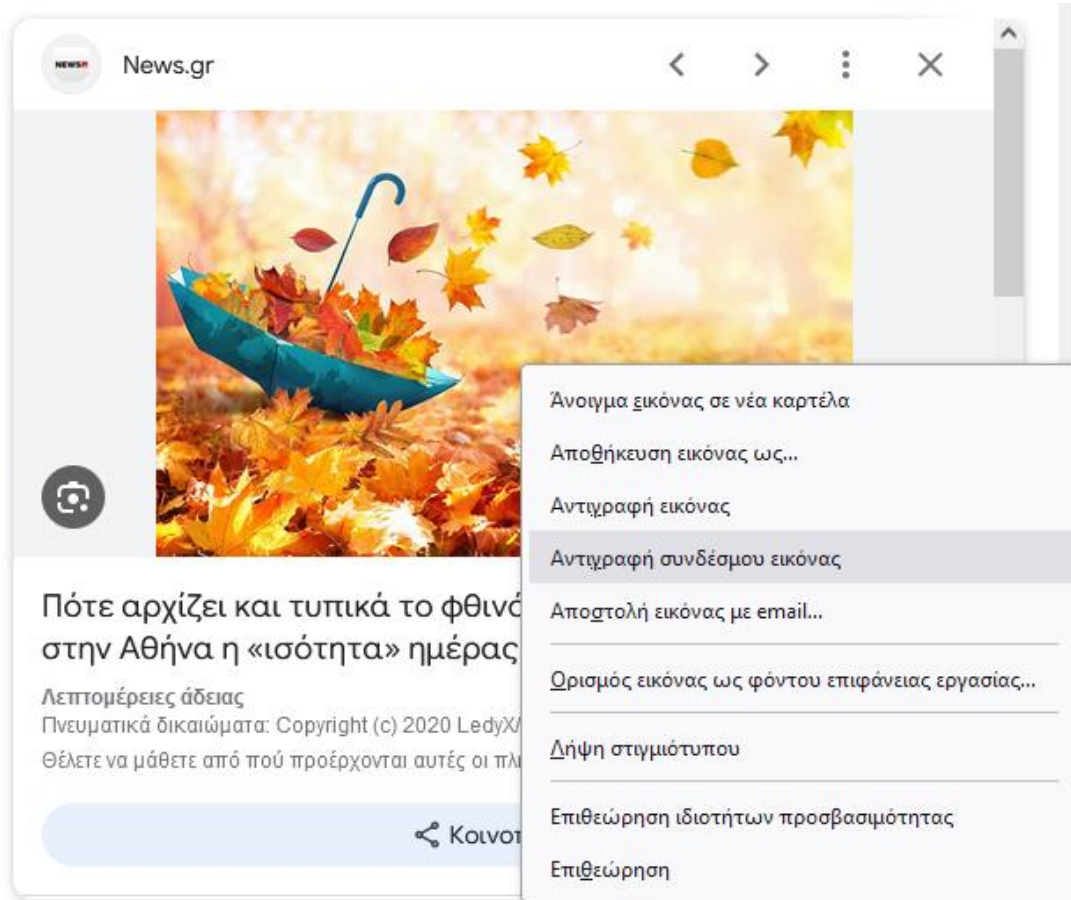 NEWS
News.gr
Πότε αρχίζει και τυπικά το
στην Αθήνα η «ισότητα» ημέρας
Λεπτομέρειες άδειας
Πνευματικά δικαιώματα: Copyright (c) 2020 LedyX/
Θέλετε να μάθετε από πού προέρχονται αυτές οι
Άνοιγμα εικόνας σε νέα καρτέλα
Αποθήκευση εικόνας ως...
Αντιγραφή εικόνας
Αντιγραφή συνδέσμου εικόνας
Αποστολή εικόνας με email...
Ορισμός εικόνας ως φόντου επιφάνειας εργασίας...
Λήψη στιγμιότυπου
Επιθεώρηση ιδιοτήτων προσβασιμότητας
Επιθεώρηση